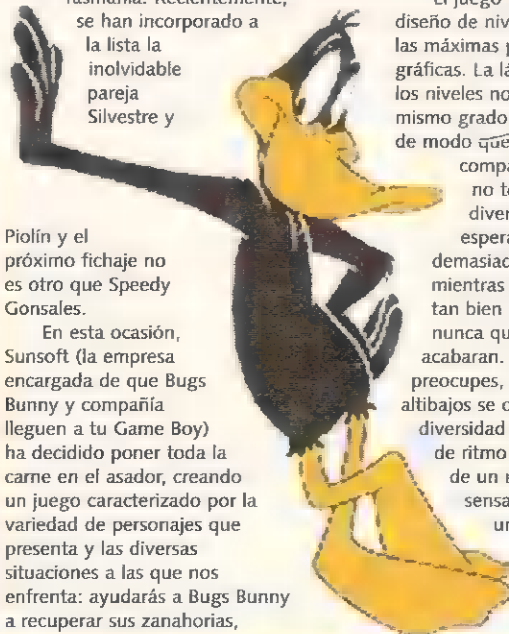 Tasmania. Recientemente,
se han incorporado a
la lista la
inolvidable
pareja
Silvestre y
Piolín y el
próximo fichaje no
es otro que Speedy
Gonsales.
En esta ocasión,
Sunsoft (la empresa
encargada de que Bugs
Bunny y compañía
lleguen a tu Game Boy)
ha decidido poner toda la
carne en el asador, creando
un juego caracterizado por la
variedad de personajes que
presenta y las diversas
situaciones a las que nos
enfrenta: ayudarás a Bugs Bunny
a recuperar sus zanahorias,
El juego
diseño de
las máximas
gráficas. La
los niveles
mismo grado
de modo que
no
mientras
tan bien
nunca
acabaran.
preocupes,
altibajos se
diversidad
de ritmo
de un